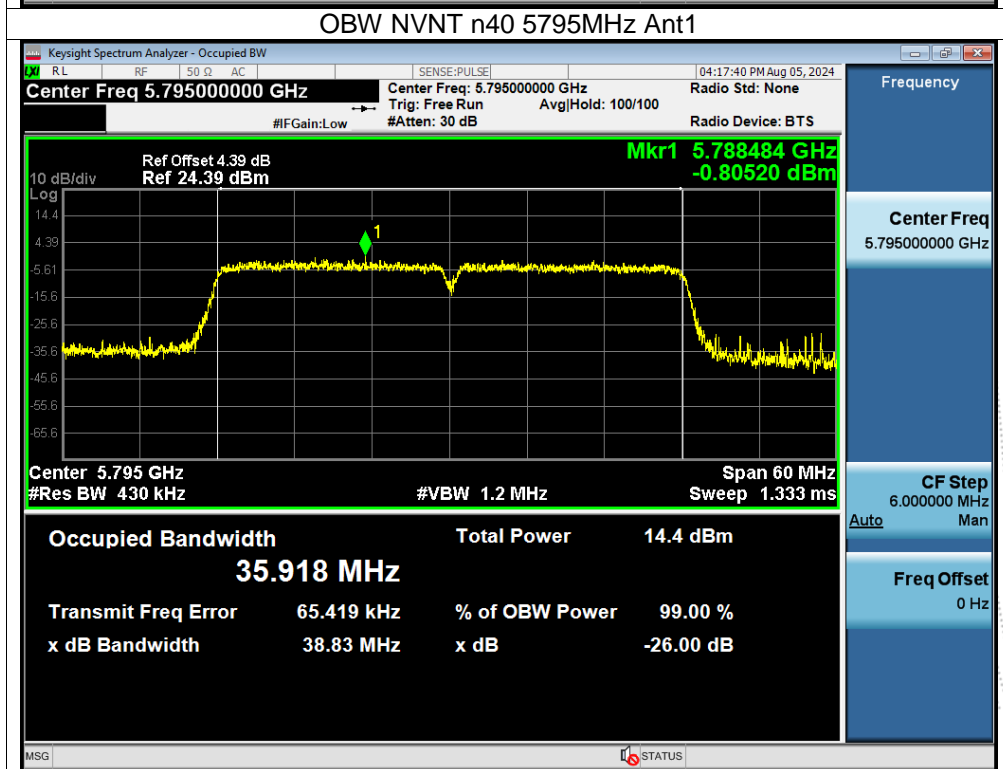 OBW NVNT n40 5795MHz Ant1
Keysight Spectrum Analyzer - Occupied BW
LXI RL RF 50 Ω AC SENSE:PULSE 04:17:40 PM Aug 05, 2024
Center Freq 5.795000000 GHz Center Freq: 5.795000000 GHz Radio Std: None
Trig: Free Run Avg|Hold: 100/100
#IFGain:Low #Atten: 30 dB Radio Device: BTS
Frequency
Ref Offset 4.39 dB Mkr1 5.788484 GHz
10 dB/div Ref 24.39 dBm -0.80520 dBm
Log
14.4
4.39
-5.61
-15.6
-25.6
-35.6
-45.6
-55.6
-65.6
1
Center 5.795 GHz Span 60 MHz
#Res BW 430 kHz #VBW 1.2 MHz Sweep 1.333 ms
Center Freq
5.795000000 GHz
CF Step
6.000000 MHz
Auto Man
Freq Offset
0 Hz
Occupied Bandwidth Total Power 14.4 dBm
35.918 MHz
Transmit Freq Error 65.419 kHz % of OBW Power 99.00 %
x dB Bandwidth 38.83 MHz x dB -26.00 dB
MSG STATUS